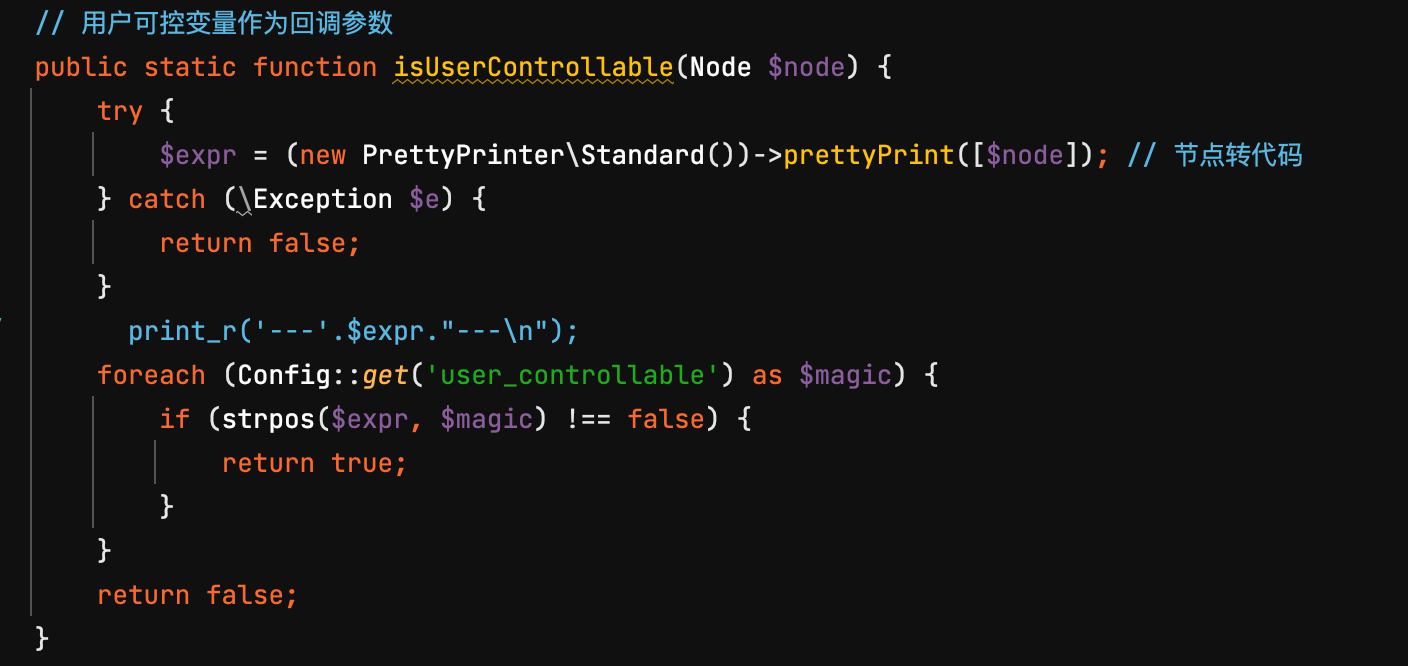 // 用户可控变量作为回调参数
public static function isUserControllable(Node $node) {
    try {
        $expr = (new PrettyPrinter\Standard())->prettyPrint([$node]); // 节点转代码
    } catch (\Exception $e) {
        return false;
    }
      print_r('---'.$expr."---\n");
    foreach (Config::get('user_controllable') as $magic) {
        if (strpos($expr, $magic) !== false) {
            return true;
        }
    }
    return false;
}